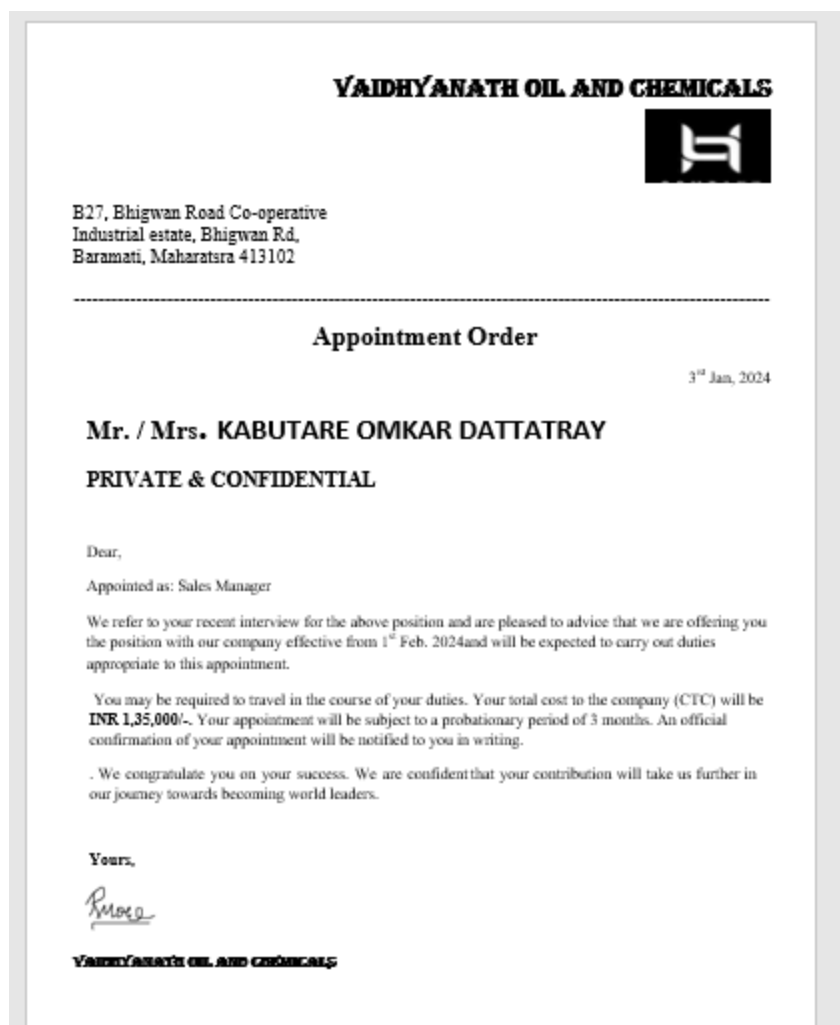 VAIDHYANATH OIL AND CHEMICALS
B27, Bhigwan Road Co-operative
Industrial estate, Bhigwan Rd,
Baramati, Maharatsra 413102
Appointment Order
3rd Jan, 2024
Mr. / Mrs. KABUTARE OMKAR DATTATRAY
PRIVATE & CONFIDENTIAL
Dear,
Appointed as: Sales Manager
We refer to your recent interview for the above position and are pleased to advice that we are offering you
the position with our company effective from 1st Feb. 2024and will be expected to carry out duties
appropriate to this appointment.
You may be required to travel in the course of your duties. Your total cost to the company (CTC) will be
INR 1,35,000/-. Your appointment will be subject to a probationary period of 3 months. An official
confirmation of your appointment will be notified to you in writing.
. We congratulate you on your success. We are confident that your contribution will take us further in
our journey towards becoming world leaders.
Yours,
VAIDHYANATH OIL AND CHEMICALS